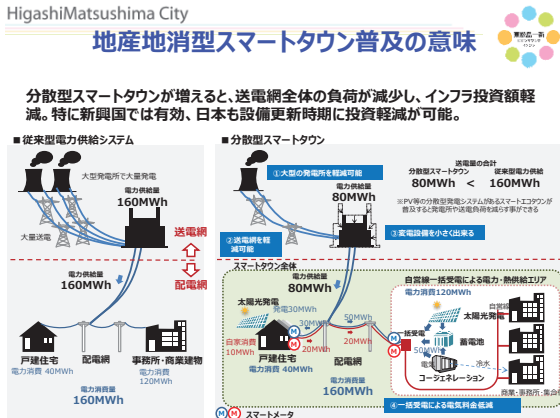 HigashiMatsushima City
地産地消型スマートタウン普及の意味
分散型スマートタウンが増えると、送電網全体の負荷が減少し、インフラ投資額軽
減。特に新興国では有効、日本も設備更新時期に投資軽減が可能。
■ 従来型電力供給システム
大型発電所で大量発電
電力供給量
160MWh
大量送電
送電網
配電網
電力供給量
160MWh
戸建住宅
電力消費 40MWh
配電網
事務所・商業建物
電力消費
120MWh
電力消費量
160MWh
■ 分散型スマートタウン
①大型の発電所を軽減可能
電力供給量
80MWh
送電量の合計
分散型スマートタウン
従来型電力供給
80MWh < 160MWh
※PV等の分散型発電システムがあるスマートエコタウンが
普及すると発電所や送電負荷を減らす事ができる
②送電網を軽
減可能
③変電設備を小さく出来る
スマートタウン全体
電力供給量
80MWh
太陽光発電
発電30MWh
30MWh
50MWh
自家消費
10MWh
20MWh
20MWh
戸建住宅
電力消費 40MWh
配電網
電力消費量
160MWh
自営線一括受電による電力・熱供給エリア
電力消費120MWh
太陽光発電
自営線
一括受電
蓄電池
50MWh
電気
冷水
コージェネレーション
商業・事務所・集合
④一括受電による電気料金低減
M M スマートメータ